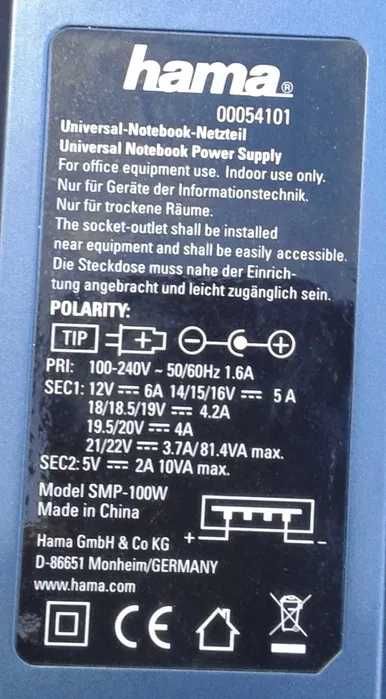 hama®
00054101
Universal-Notebook-Netzteil
Universal Notebook Power Supply
For office equipment use. Indoor use only.
Nur für Geräte der Informationstechnik.
Nur für trockene Räume.
The socket-outlet shall be installed
near equipment and shall be easily accessible.
Die Steckdose muss nahe der Einrich-
tung angebracht und leicht zugänglich sein.
POLARITY:
TIP + − +
PRI: 100-240V~ 50/60Hz 1.6A
SEC1: 12V ⎓ 6A 14/15/16V ⎓ 5 A
18/18.5/19V ⎓ 4.2A
19.5/20V ⎓ 4A
21/22V ⎓ 3.7A/81.4VA max.
SEC2: 5V ⎓ 2A 10VA max.
Model SMP-100W
Made in China
+ −
Hama GmbH & Co KG
D-86651 Monheim/GERMANY
www.hama.com
CE